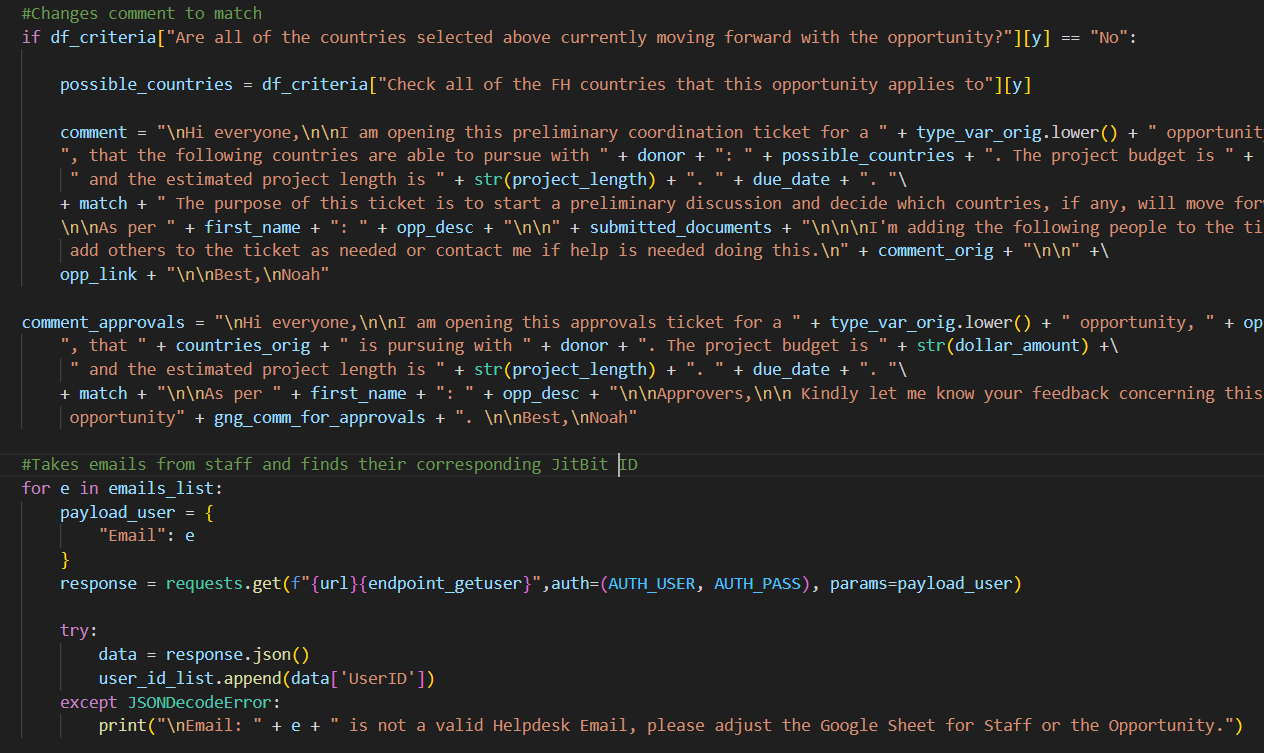 #Changes comment to match
if df_criteria["Are all of the countries selected above currently moving forward with the opportunity?"][y] == "No":
possible_countries = df_criteria["Check all of the FH countries that this opportunity applies to"][y]
comment = "\nHi everyone,\n\nI am opening this preliminary coordination ticket for a " + type_var_orig.lower() + " opportunit
", that the following countries are able to pursue with " + donor + ": " + possible_countries + ". The project budget is " +
" and the estimated project length is " + str(project_length) + ". " + due_date + ". "\
+ match + " The purpose of this ticket is to start a preliminary discussion and decide which countries, if any, will move for
\n\nAs per " + first_name + ": " + opp_desc + "\n\n" + submitted_documents + "\n\n\nI'm adding the following people to the ti
add others to the ticket as needed or contact me if help is needed doing this.\n" + comment_orig + "\n\n" +\
opp_link + "\n\nBest,\nNoah"
comment_approvals = "\nHi everyone,\n\nI am opening this approvals ticket for a " + type_var_orig.lower() + " opportunity, " + op
", that " + countries_orig + " is pursuing with " + donor + ". The project budget is " + str(dollar_amount) +\
" and the estimated project length is " + str(project_length) + ". " + due_date + ". "\
+ match + "\n\nAs per " + first_name + ": " + opp_desc + "\n\nApprovers,\n\n Kindly let me know your feedback concerning this
opportunity" + gng_comm_for_approvals + ". \n\nBest,\nNoah"
#Takes emails from staff and finds their corresponding JitBit ID
for e in emails_list:
payload_user = {
"Email": e
}
response = requests.get(f"{url}{endpoint_getuser}",auth=(AUTH_USER, AUTH_PASS), params=payload_user)
try:
data = response.json()
user_id_list.append(data['UserID'])
except JSONDecodeError:
print("\nEmail: " + e + " is not a valid Helpdesk Email, please adjust the Google Sheet for Staff or the Opportunity.")